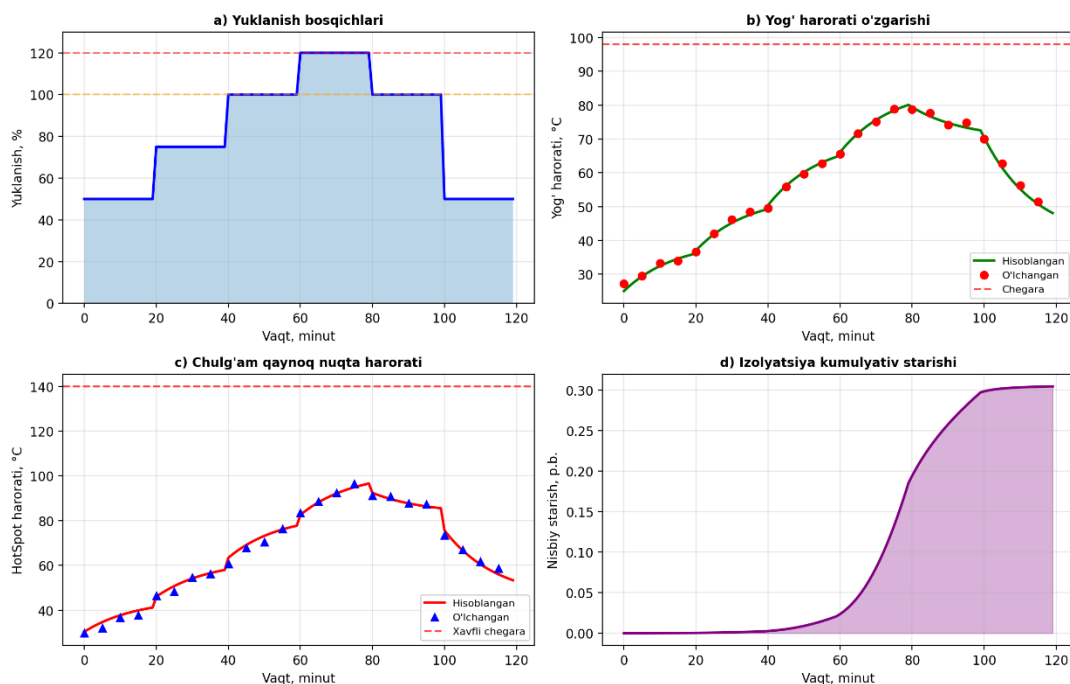 a) Yuklanish bosqichlari
Yuklanish, %
120
100
80
60
40
20
0
0 20 40 60 80 100 120
Vaqt, minut
b) Yog' harorati o'zgarishi
Yog' harorati, °C
100
90
80
70
60
50
40
30
Hisoblangan
O'lchangan
Chegara
0 20 40 60 80 100 120
Vaqt, minut
c) Chulg'am qaynoq nuqta harorati
HotSpot harorati, °C
140
120
100
80
60
40
Hisoblangan
O'lchangan
Xavfli chegara
0 20 40 60 80 100 120
Vaqt, minut
d) Izolyatsiya kumulyativ starishi
Nisbiy starish, p.b.
0.30
0.25
0.20
0.15
0.10
0.05
0.00
0 20 40 60 80 100 120
Vaqt, minut